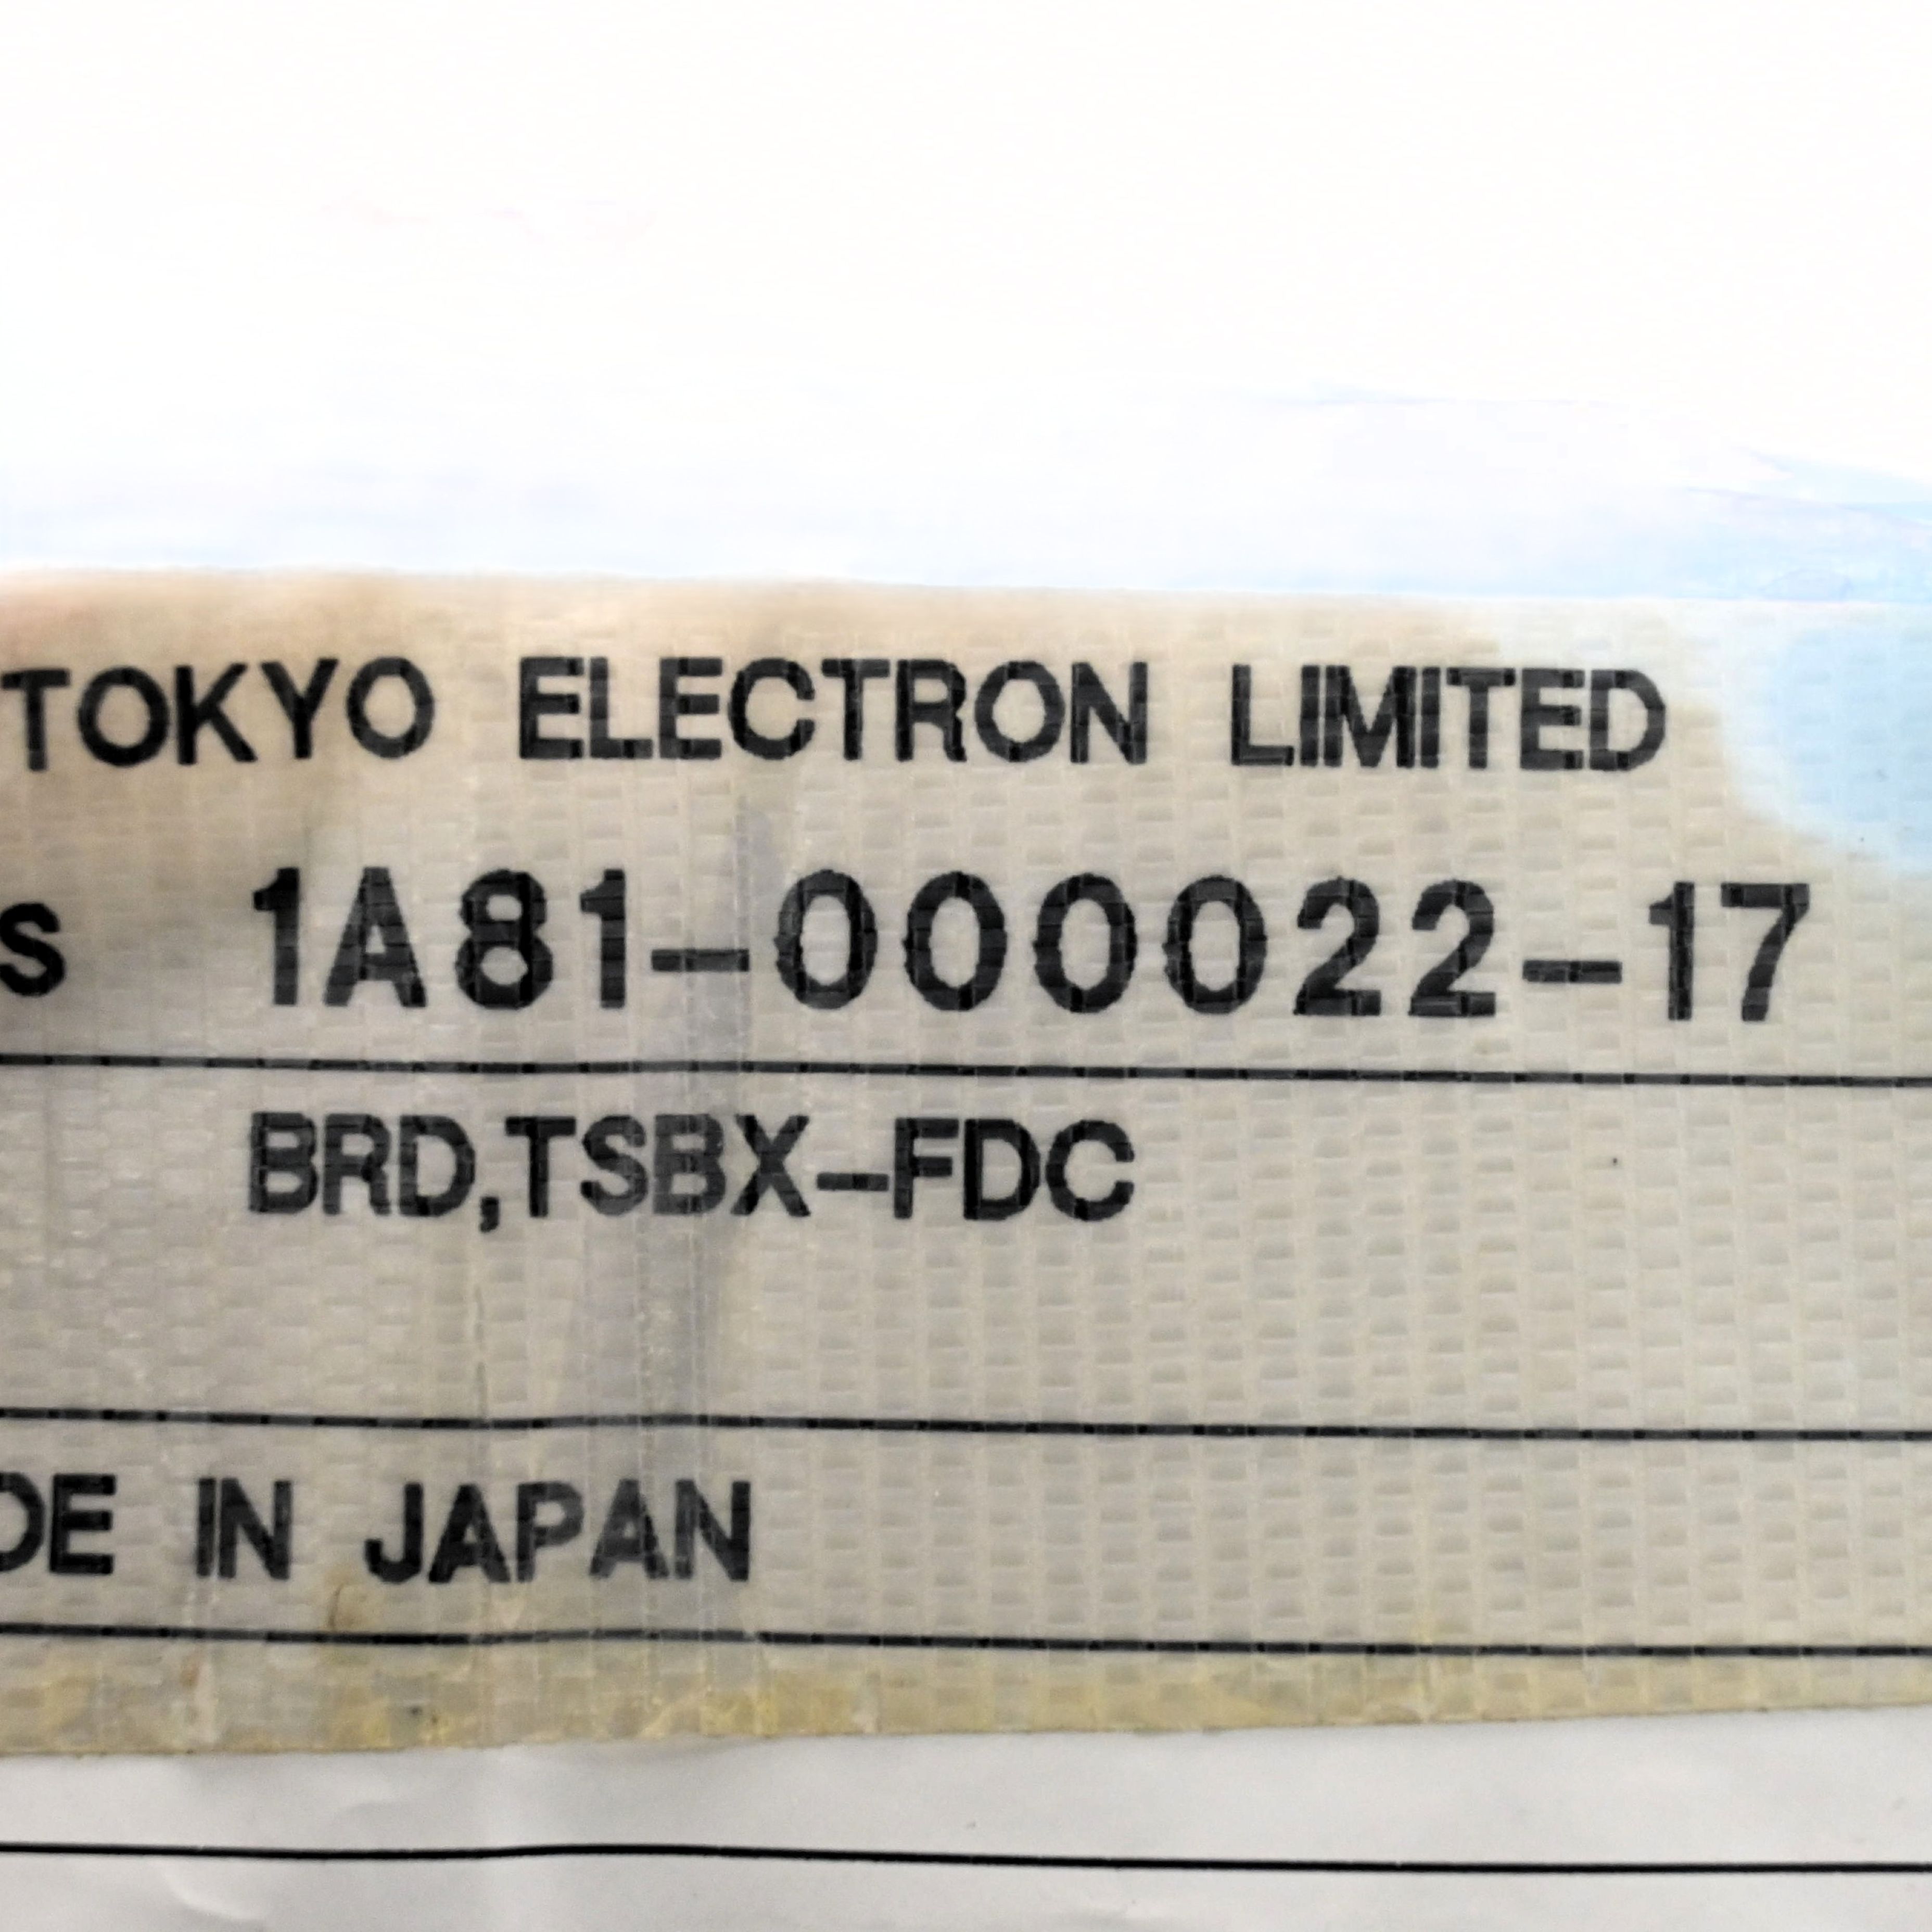 TOKYO ELECTRON LIMITED
S 1A81-000022-17
BRD,TSBX-FDC
DE IN JAPAN